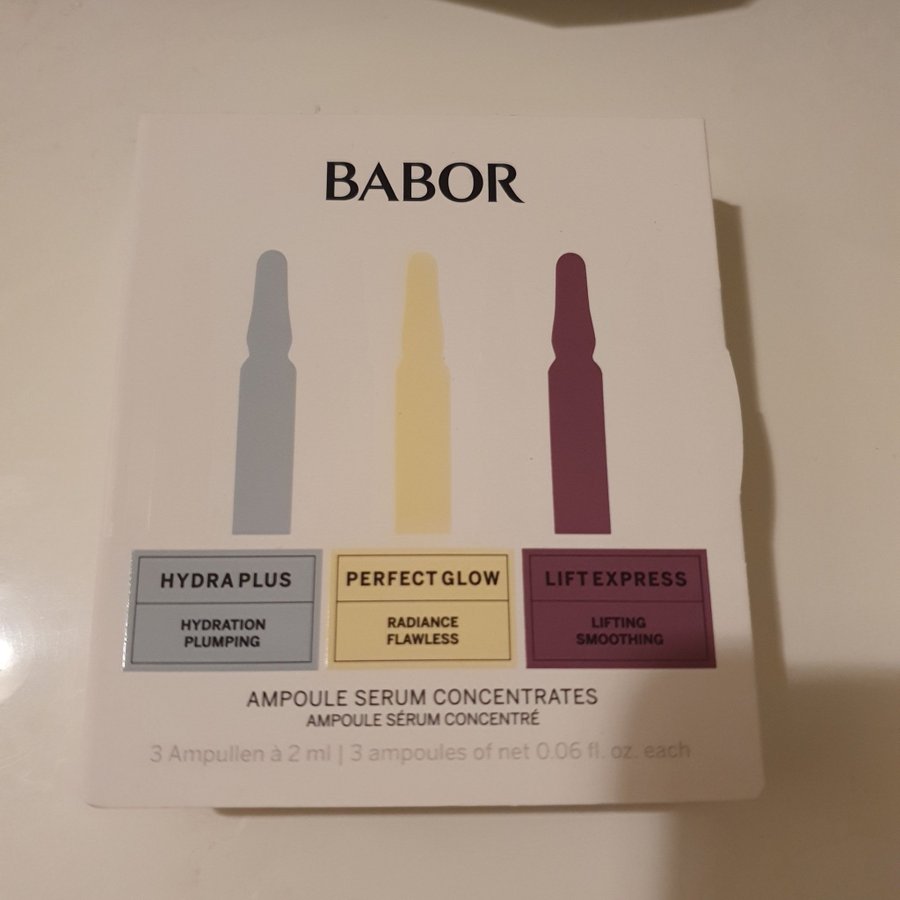 BABOR
HYDRA PLUS
HYDRATION
PLUMPING
PERFECT GLOW
RADIANCE
FLAWLESS
LIFT EXPRESS
LIFTING
SMOOTHING
AMPOULE SERUM CONCENTRATES
AMPOULE SÉRUM CONCENTRÉ
3 Ampullen à 2 ml | 3 ampoules of net 0.06 fl. oz. each